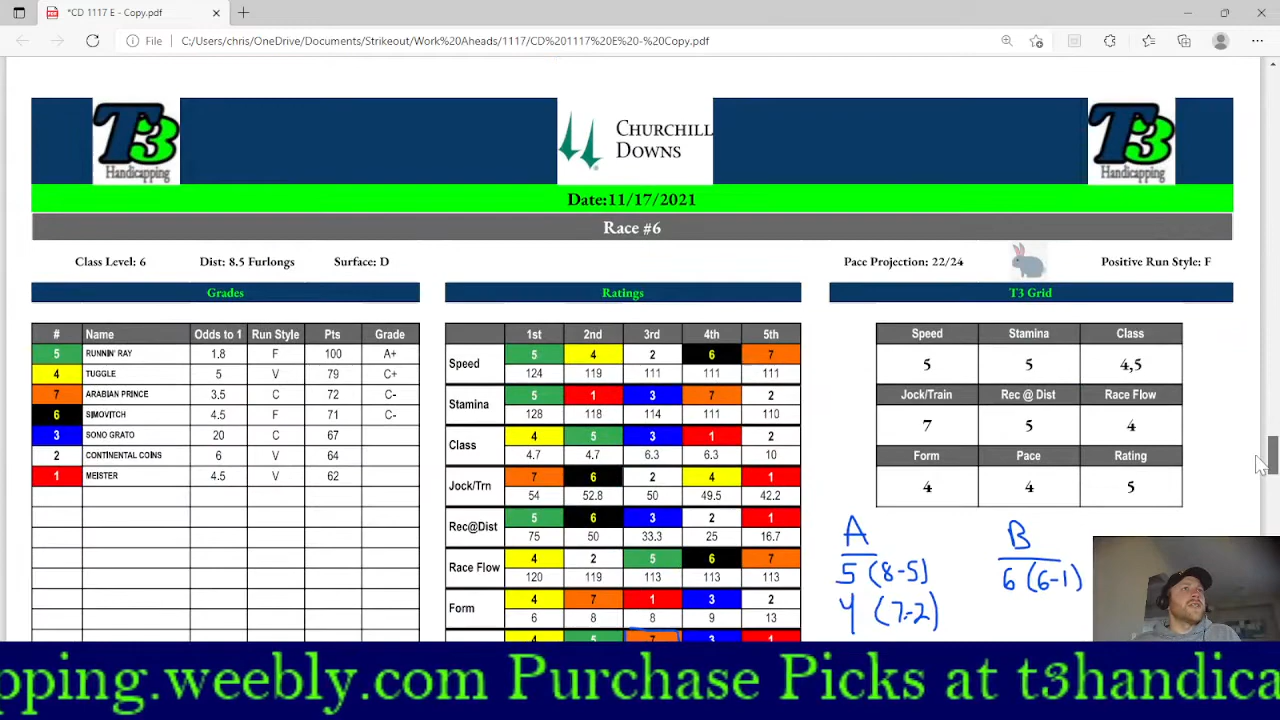 *CD 1117 E - Copy.pdf
File C:/Users/chris/OneDrive/Documents/Strikeout/Work%20Aheads/1117/CD%201117%20E%20-%20Copy.pdf
T3 Handicapping
CHURCHILL DOWNS
T3 Handicapping
Date:11/17/2021
Race #6
Class Level: 6 Dist: 8.5 Furlongs Surface: D Pace Projection: 22/24 Positive Run Style: F
Grades
# Name Odds to 1 Run Style Pts Grade
5 RUNNIN' RAY 1.8 F 100 A+
4 TUGGLE 5 V 79 C+
7 ARABIAN PRINCE 3.5 C 72 C-
6 SIMOVITCH 4.5 F 71 C-
3 SONO GRATO 20 C 67
2 CONTINENTAL COINS 6 V 64
1 MEISTER 4.5 V 62
Ratings
1st 2nd 3rd 4th 5th
Speed 5 4 2 6 7
124 119 111 111 111
Stamina 5 1 3 7 2
128 118 114 111 110
Class 4 5 3 1 2
4.7 4.7 6.3 6.3 10
Jock/Trn 7 6 2 4 1
54 52.8 50 49.5 42.2
Rec@Dist 5 6 3 2 1
75 50 33.3 25 16.7
Race Flow 4 2 5 6 7
120 119 113 113 113
Form 4 7 1 3 2
6 8 8 9 13
4 5 7 3 1
T3 Grid
Speed Stamina Class
5 5 4,5
Jock/Train Rec @ Dist Race Flow
7 5 4
Form Pace Rating
4 4 5
A B
5 (8-5) 6 (6-1)
4 (7-2)
pping.weebly.com Purchase Picks at t3handica